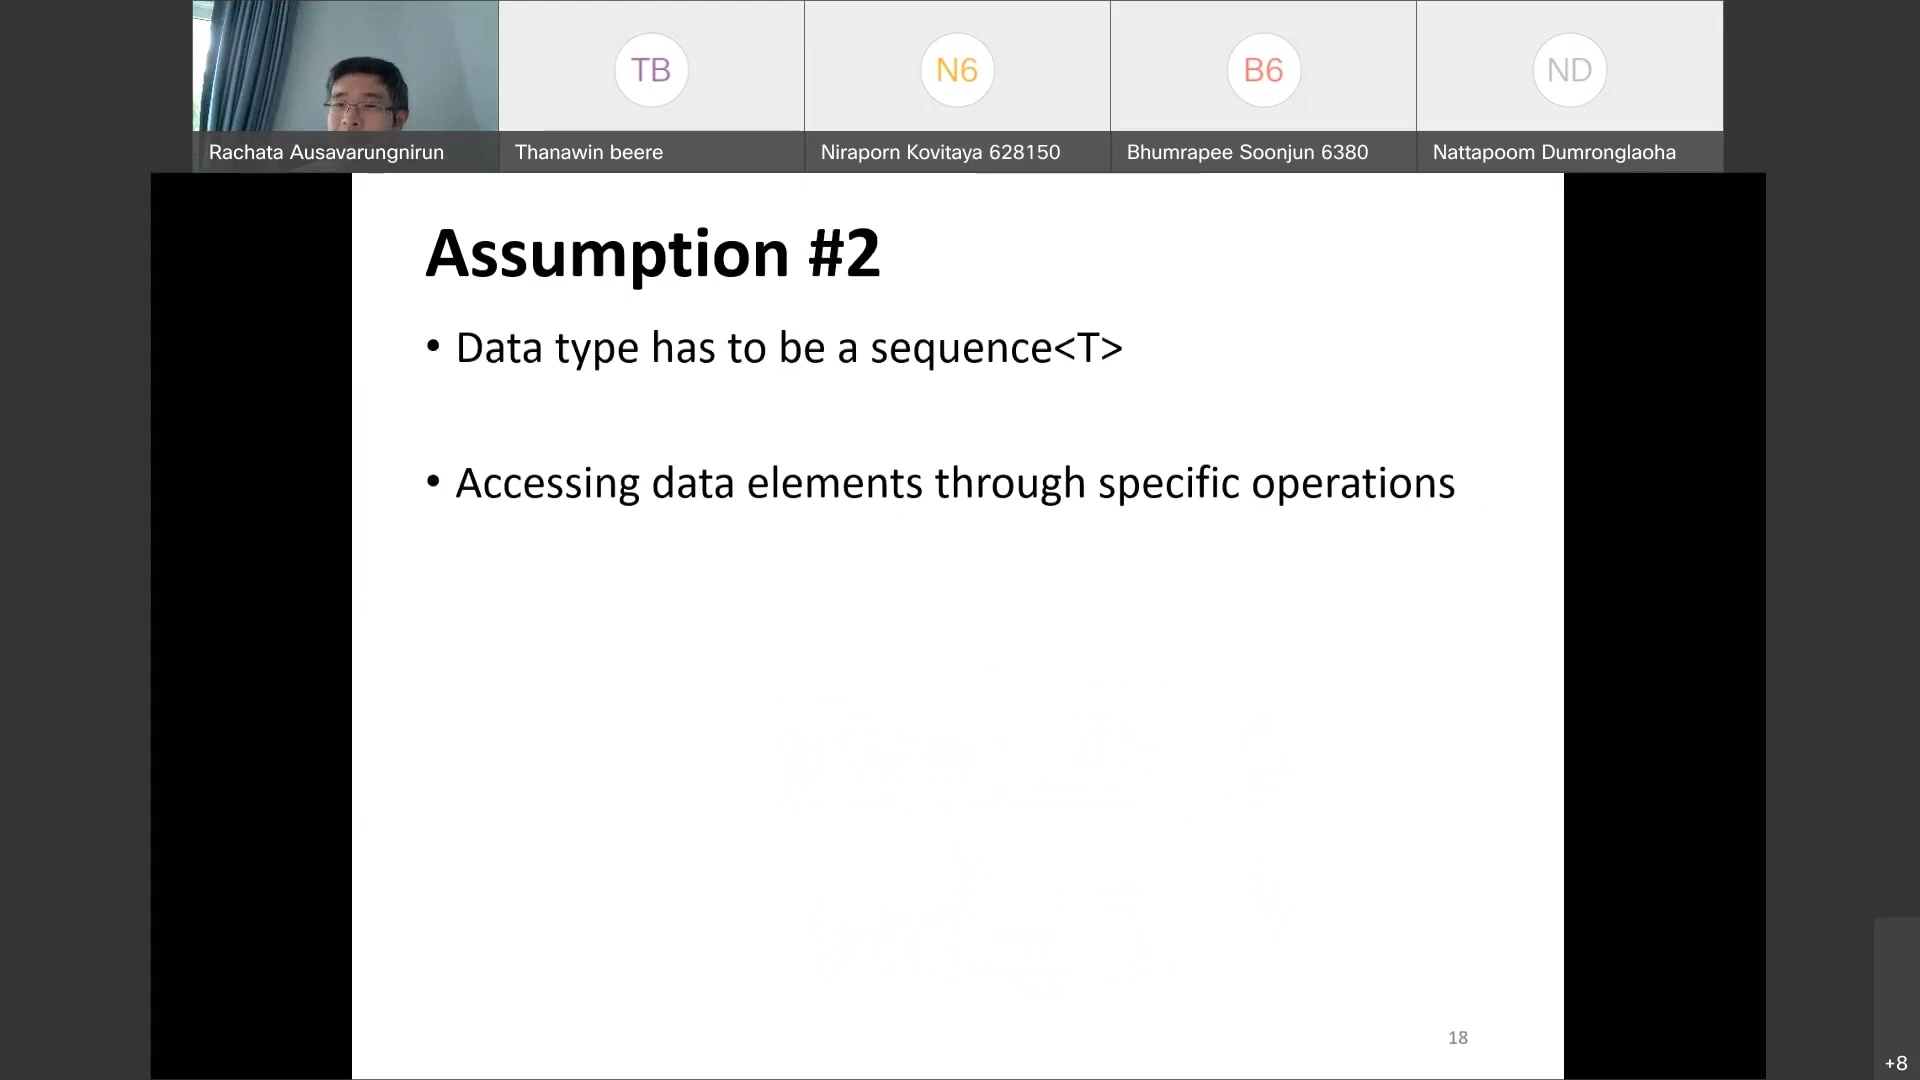 TB
N6
B6
ND
Rachata Ausavarungnirun
Thanawin beere
Niraporn Kovitaya 628150
Bhumrapee Soonjun 6380
Nattapoom Dumronglaoha
Assumption #2
• Data type has to be a sequence<T>
• Accessing data elements through specific operations
18
+8